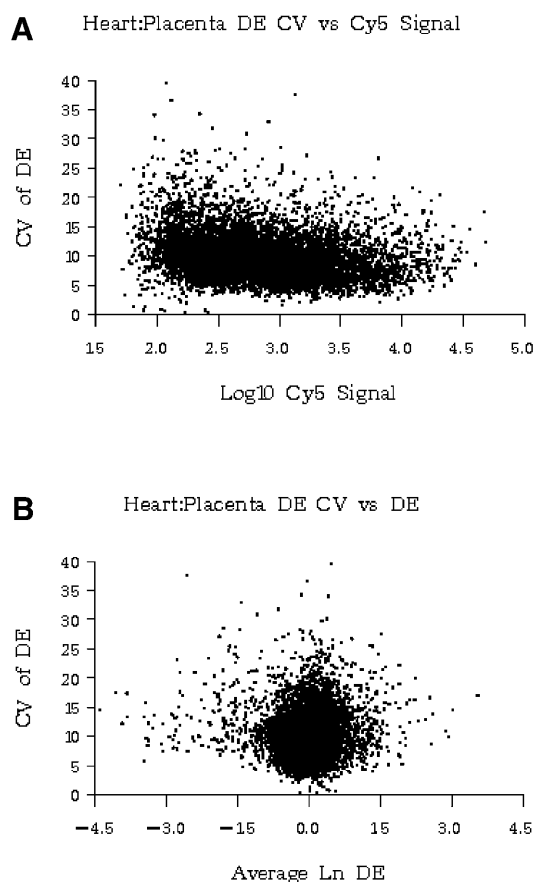 A
Heart:Placenta DE CV vs Cy5 Signal
40
35
30
25
20
15
10
5
0
CV of DE
15 2.0 2.5 3.0 3.5 4.0 4.5 5.0
Log10 Cy5 Signal
B
Heart:Placenta DE CV vs DE
40
35
30
25
20
15
10
5
0
CV of DE
−4.5 −3.0 −15 0.0 15 3.0 4.5
Average Ln DE